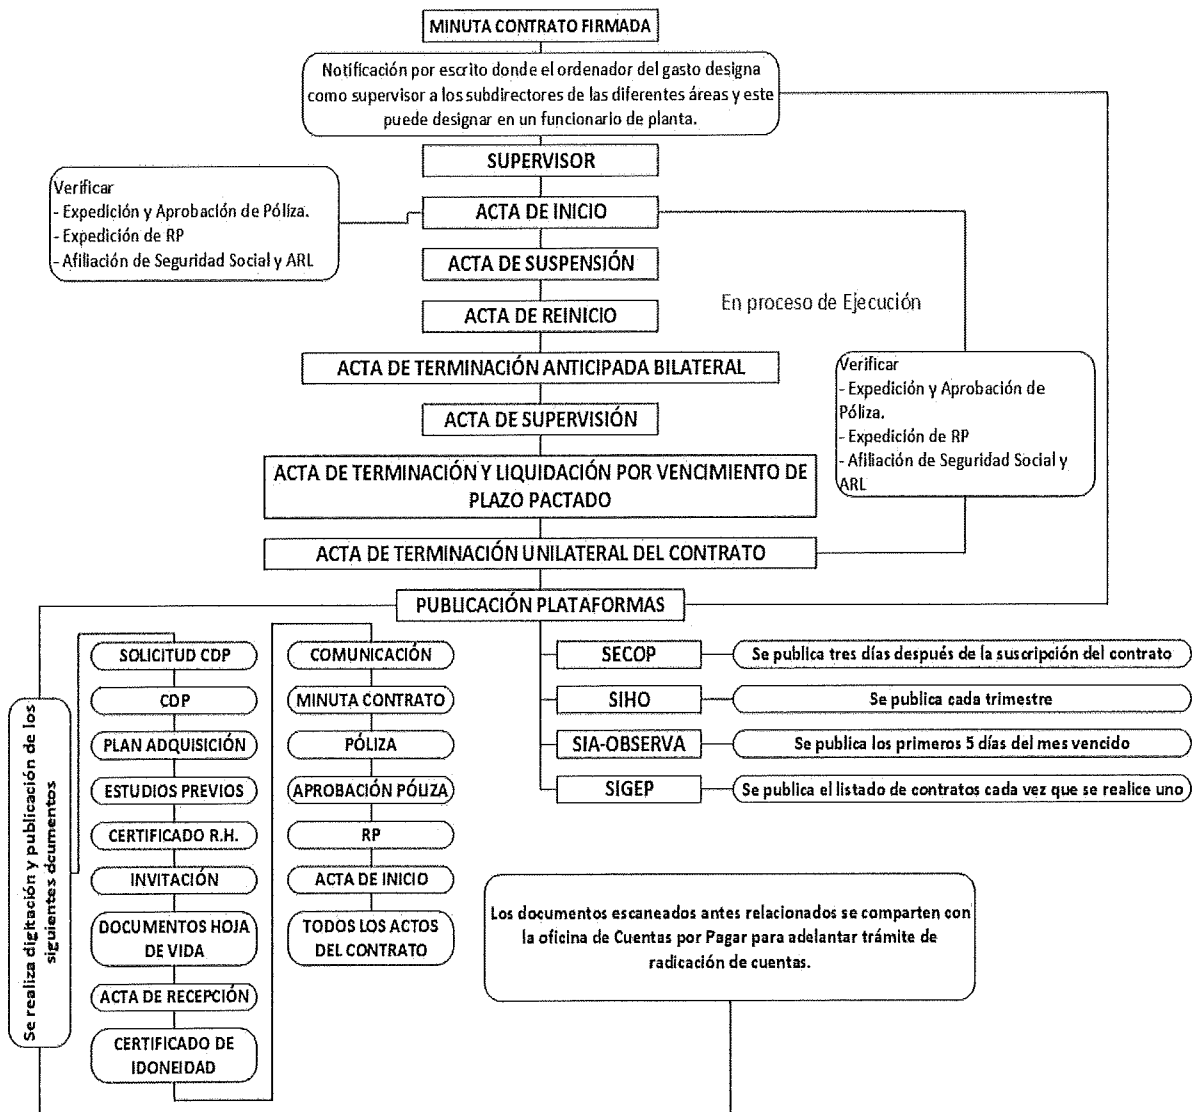 MINUTA CONTRATO FIRMADA
Notificación por escrito donde el ordenador del gasto designa
como supervisor a los subdirectores de las diferentes áreas y este
puede designar en un funcionario de planta.
SUPERVISOR
Verificar
- Expedición y Aprobación de Póliza.
- Expedición de RP
- Afiliación de Seguridad Social y ARL
ACTA DE INICIO
ACTA DE SUSPENSIÓN
ACTA DE REINICIO
En proceso de Ejecución
ACTA DE TERMINACIÓN ANTICIPADA BILATERAL
Verificar
- Expedición y Aprobación de
Póliza.
- Expedición de RP
- Afiliación de Seguridad Social y
ARL
ACTA DE SUPERVISIÓN
ACTA DE TERMINACIÓN Y LIQUIDACIÓN POR VENCIMIENTO DE
PLAZO PACTADO
ACTA DE TERMINACIÓN UNILATERAL DEL CONTRATO
PUBLICACIÓN PLATAFORMAS
Se realiza digitación y publicación de los
siguientes dcumentos
SOLICITUD CDP
CDP
PLAN ADQUISICIÓN
ESTUDIOS PREVIOS
CERTIFICADO R.H.
INVITACIÓN
DOCUMENTOS HOJA
DE VIDA
ACTA DE RECEPCIÓN
CERTIFICADO DE
IDONEIDAD
COMUNICACIÓN
MINUTA CONTRATO
PÓLIZA
APROBACIÓN PÓLIZA
RP
ACTA DE INICIO
TODOS LOS ACTOS
DEL CONTRATO
SECOP
Se publica tres días después de la suscripción del contrato
SIHO
Se publica cada trimestre
SIA-OBSERVA
Se publica los primeros 5 días del mes vencido
SIGEP
Se publica el listado de contratos cada vez que se realice uno
Los documentos escaneados antes relacionados se comparten con
la oficina de Cuentas por Pagar para adelantar trámite de
radicación de cuentas.